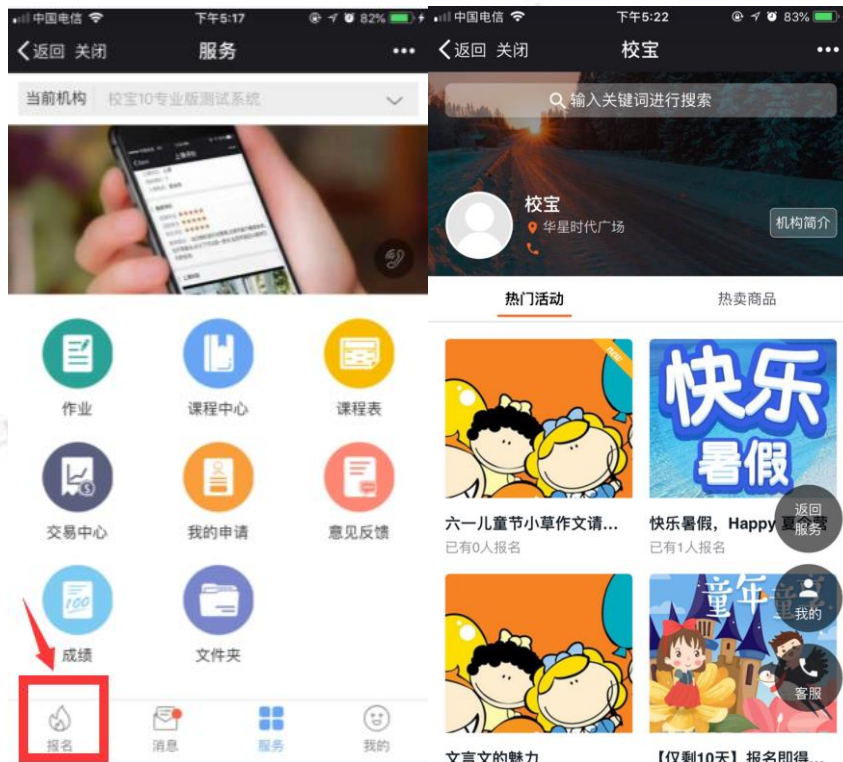 中国电信
下午5:17
82%
返回 关闭
服务
当前机构
校宝10专业版测试系统
作业
课程中心
课程表
交易中心
我的申请
意见反馈
100
成绩
文件夹
报名
消息
服务
我的
中国电信
下午5:22
83%
返回 关闭
校宝
输入关键词进行搜索
校宝
华星时代广场
机构简介
热门活动
热卖商品
快乐
暑假
六一儿童节小草作文请...
已有0人报名
快乐暑假，Happy 夏令营
已有1人报名
返回
服务
童年童享
我的
客服
文言文的魅力
【仅剩10天】报名即得...